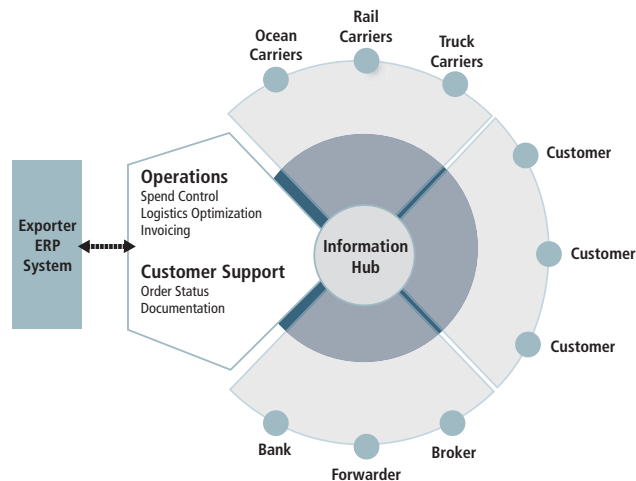 Rail
Carriers
Ocean
Carriers
Truck
Carriers
Customer
Operations
Spend Control
Logistics Optimization
Invoicing
Exporter
ERP
System
Information
Hub
Customer
Customer Support
Order Status
Documentation
Customer
Bank
Broker
Forwarder